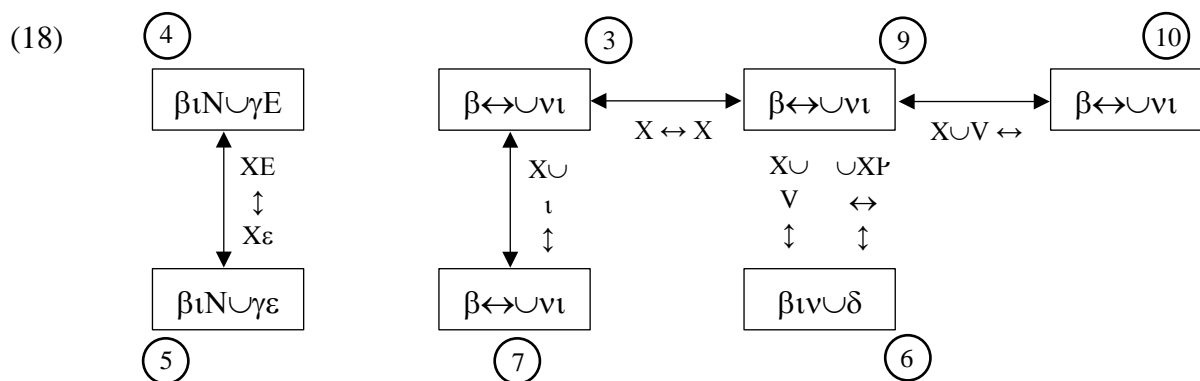 (18)
④ ③ ⑨ ⑩
βιN∪γE β↔∪νι β↔∪νι β↔∪νι
X ↔ X X∪V ↔
XE X∪ X∪ ∪XP
↕ ι V ↔
Xε ↕ ↕ ↕
βιN∪γε β↔∪νι βιν∪δ
⑤ ⑦ ⑥